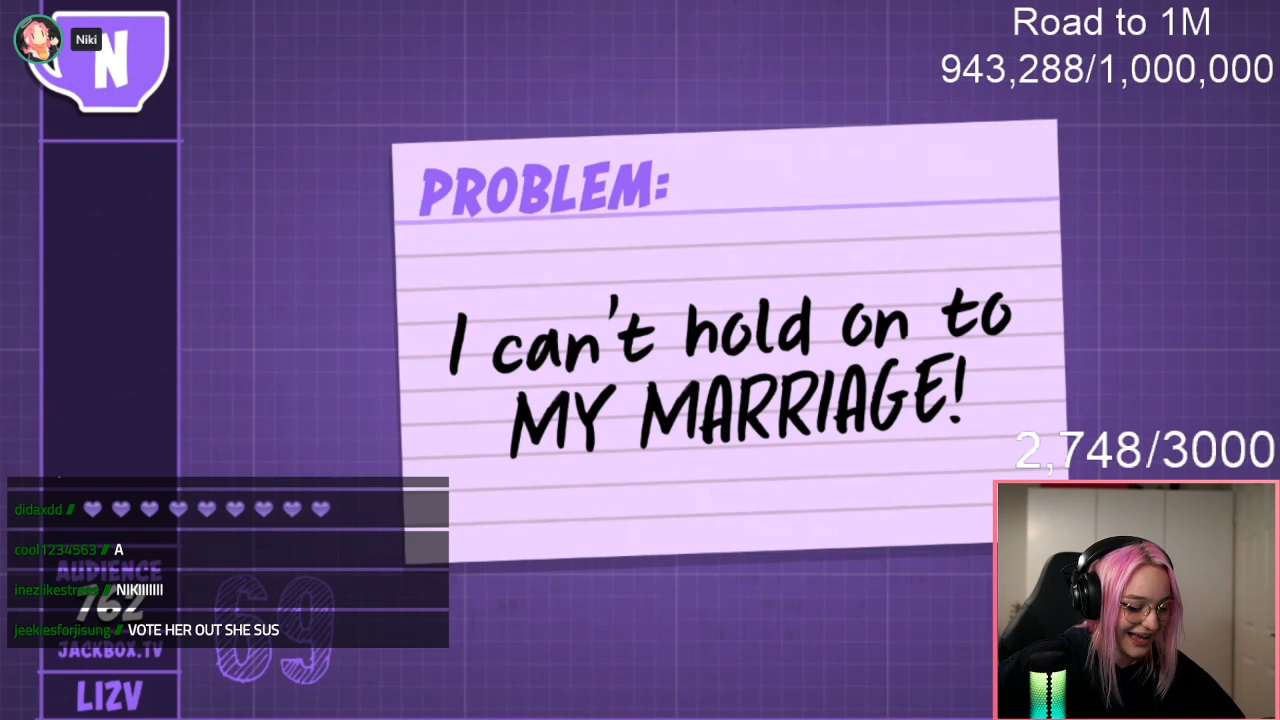 Niki
N
Road to 1M
943,288/1,000,000
PROBLEM:
I can't hold on to
MY MARRIAGE!
2,748/3000
didaxdd //
cool1234563 // A
AUDIENCE
762
// NIKIIIIIII
jeekiesforjisung // VOTE HER OUT SHE SUS
69
JACKBOX.TV
LIZV